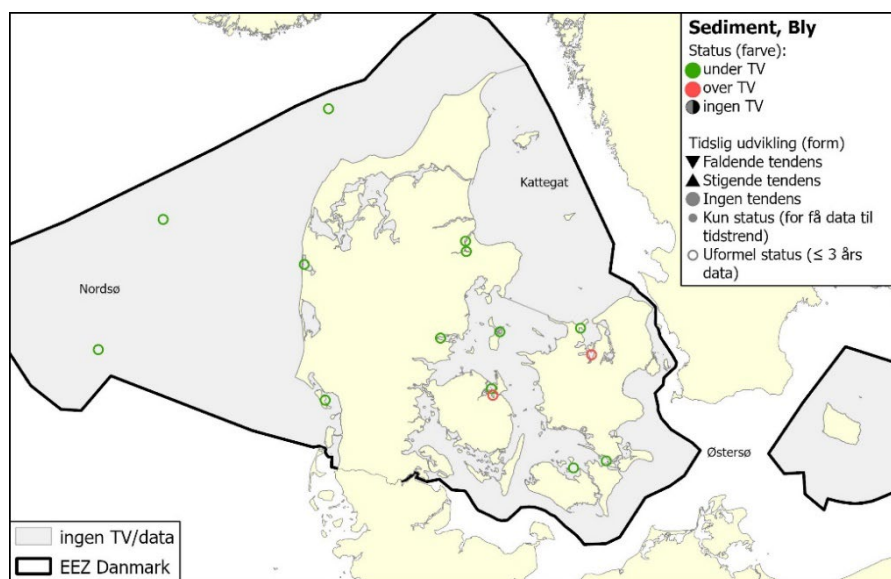 Sediment, Bly
Status (farve):
under TV
over TV
ingen TV
Tidslig udvikling (form)
Faldende tendens
Stigende tendens
Ingen tendens
Kun status (for få data til
tidstrend)
Uformel status (≤ 3 års
data)
Kattegat
Nordsø
Østersø
ingen TV/data
EEZ Danmark